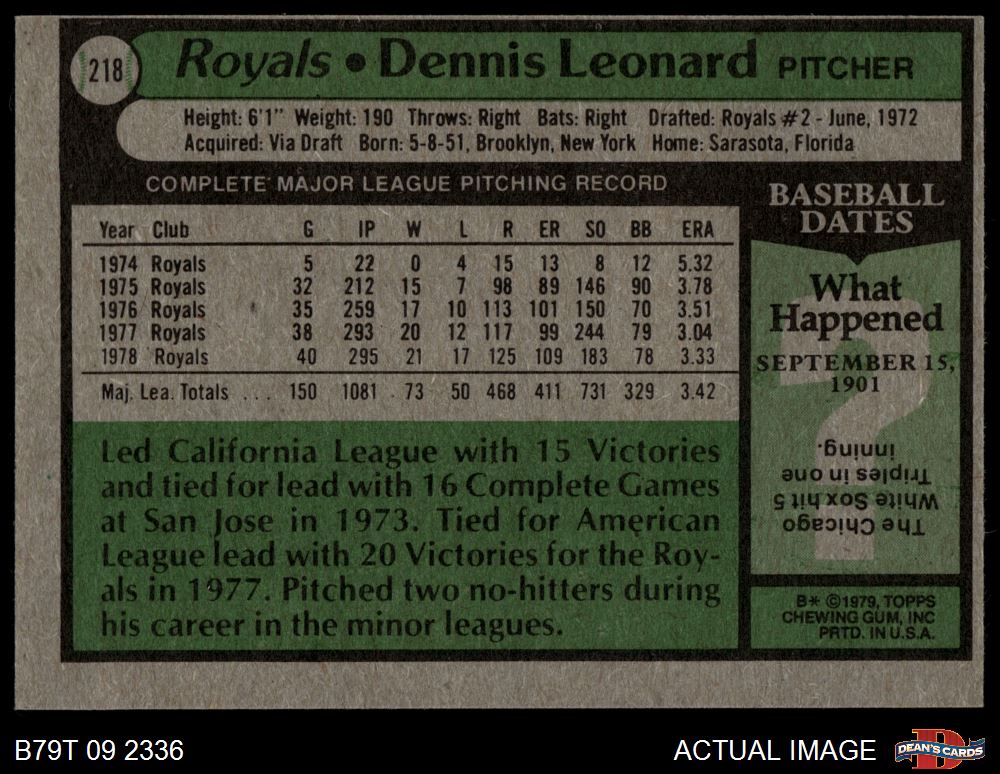 218
Royals • Dennis Leonard PITCHER
Height: 6'1" Weight: 190 Throws: Right Bats: Right Drafted: Royals #2 - June, 1972
Acquired: Via Draft Born: 5-8-51, Brooklyn, New York Home: Sarasota, Florida
COMPLETE MAJOR LEAGUE PITCHING RECORD
Year Club G IP W L R ER SO BB ERA
1974 Royals 5 22 0 4 15 13 8 12 5.32
1975 Royals 32 212 15 7 98 89 146 90 3.78
1976 Royals 35 259 17 10 113 101 150 70 3.51
1977 Royals 38 293 20 12 117 99 244 79 3.04
1978 Royals 40 295 21 17 125 109 183 78 3.33
Maj. Lea. Totals ... 150 1081 73 50 468 411 731 329 3.42
Led California League with 15 Victories
and tied for lead with 16 Complete Games
at San Jose in 1973. Tied for American
League lead with 20 Victories for the Roy-
als in 1977. Pitched two no-hitters during
his career in the minor leagues.
BASEBALL
DATES
What
Happened
SEPTEMBER 15,
1901
?
The Chicago
White Sox hit 5
Triples in one
inning.
B* ©1979, TOPPS
CHEWING GUM, INC
PRTD. IN U.S.A.
B79T 09 2336
ACTUAL IMAGE
DEAN'S CARDS